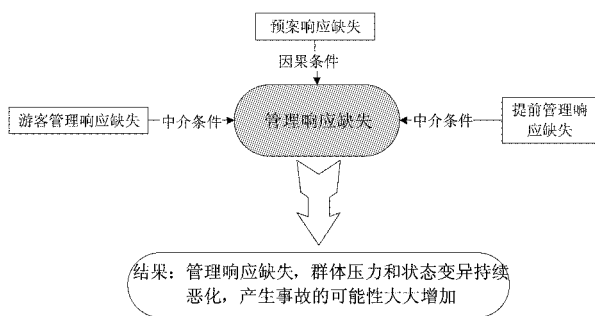 预案响应缺失
因果条件
游客管理响应缺失
中介条件
管理响应缺失
中介条件
提前管理响
应缺失
结果：管理响应缺失，群体压力和状态变异持续
恶化，产生事故的可能性大大增加